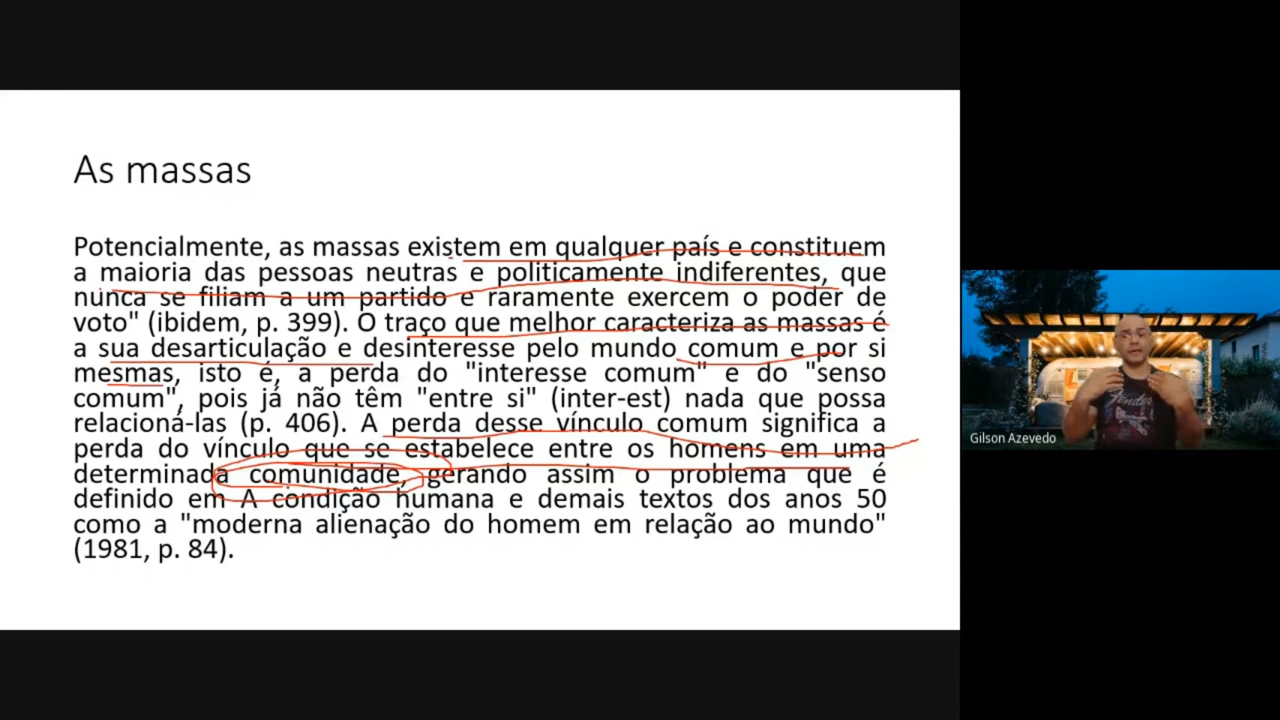 As massas
Potencialmente, as massas existem em qualquer país e constituem
a maioria das pessoas neutras e politicamente indiferentes, que
nunca se filiam a um partido e raramente exercem o poder de
voto" (ibidem, p. 399). O traço que melhor caracteriza as massas é
a sua desarticulação e desinteresse pelo mundo comum e por si
mesmas, isto é, a perda do "interesse comum" e do "senso
comum", pois já não têm "entre si" (inter-est) nada que possa
relacioná-las (p. 406). A perda desse vínculo comum significa a
perda do vínculo que se estabelece entre os homens em uma
determinada comunidade, gerando assim o problema que é
definido em A condição humana e demais textos dos anos 50
como a "moderna alienação do homem em relação ao mundo"
(1981, p. 84).
Gilson Azevedo
Fender